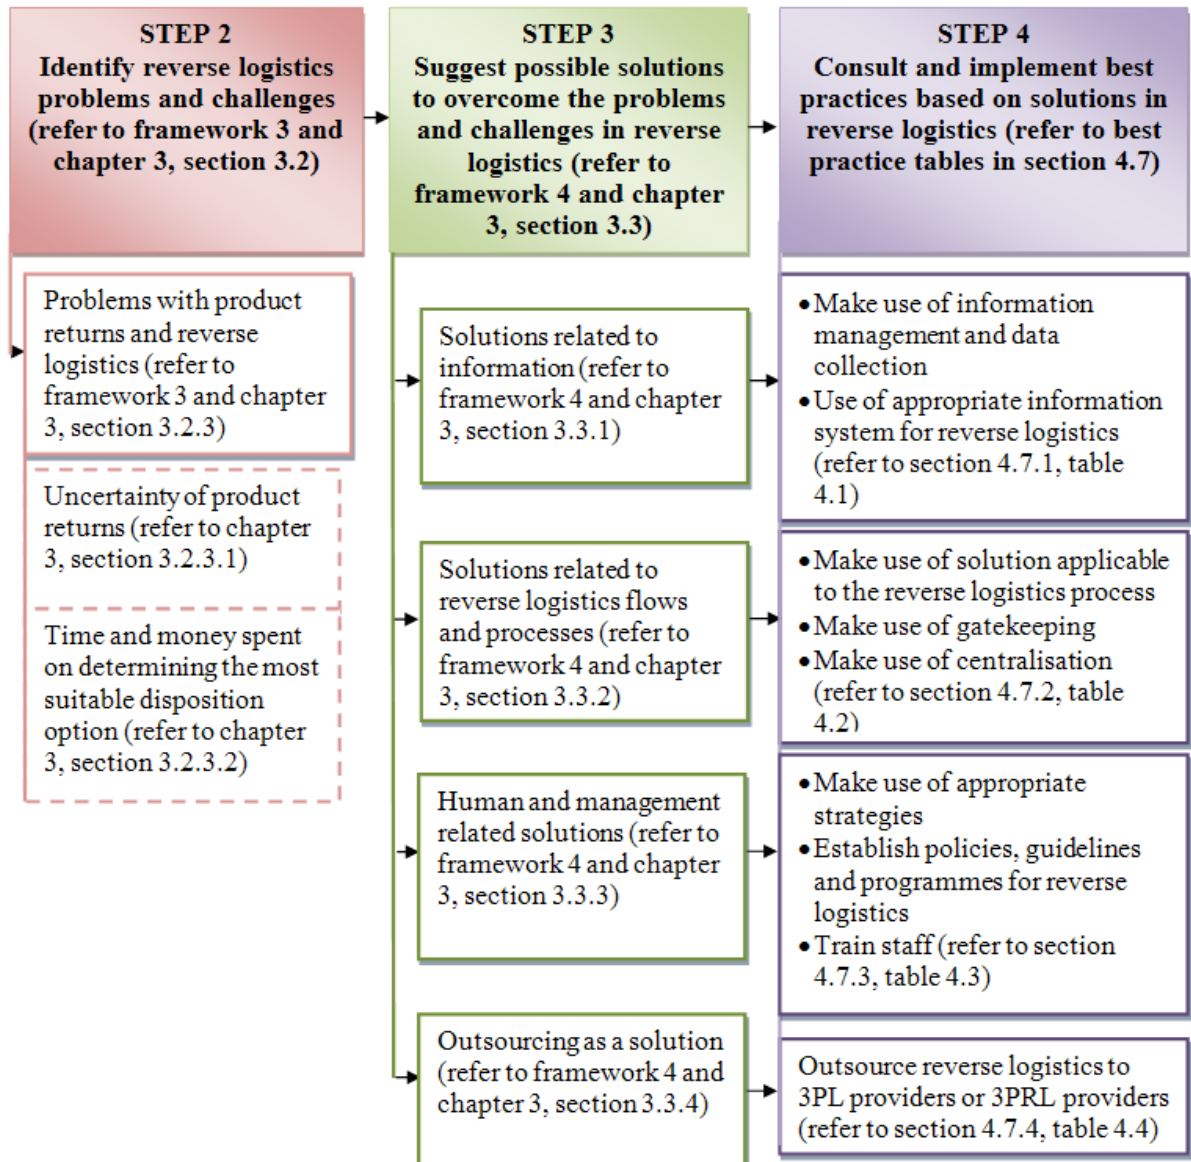 STEP 2
Identify reverse logistics
problems and challenges
(refer to framework 3 and
chapter 3, section 3.2)
STEP 3
Suggest possible solutions
to overcome the problems
and challenges in reverse
logistics (refer to
framework 4 and chapter
3, section 3.3)
STEP 4
Consult and implement best
practices based on solutions in
reverse logistics (refer to best
practice tables in section 4.7)
Problems with product
returns and reverse
logistics (refer to
framework 3 and chapter
3, section 3.2.3)
Uncertainty of product
returns (refer to chapter
3, section 3.2.3.1)
Time and money spent
on determining the most
suitable disposition
option (refer to chapter
3, section 3.2.3.2)
Solutions related to
information (refer to
framework 4 and chapter
3, section 3.3.1)
Solutions related to
reverse logistics flows
and processes (refer to
framework 4 and chapter
3, section 3.3.2)
Human and management
related solutions (refer to
framework 4 and chapter
3, section 3.3.3)
Outsourcing as a solution
(refer to framework 4 and
chapter 3, section 3.3.4)
•Make use of information
management and data
collection
•Use of appropriate information
system for reverse logistics
(refer to section 4.7.1, table
4.1)
•Make use of solution applicable
to the reverse logistics process
•Make use of gatekeeping
•Make use of centralisation
(refer to section 4.7.2, table
4.2)
•Make use of appropriate
strategies
•Establish policies, guidelines
and programmes for reverse
logistics
•Train staff (refer to section
4.7.3, table 4.3)
Outsource reverse logistics to
3PL providers or 3PRL providers
(refer to section 4.7.4, table 4.4)